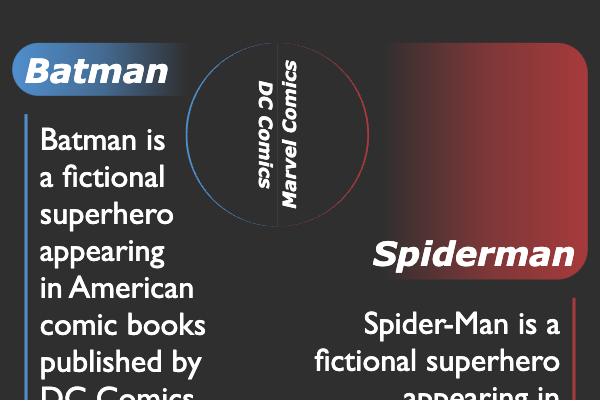 Batman
DC Comics
Marvel Comics
Spiderman
Batman is
a fictional
superhero
appearing
in American
comic books
published by
DC Comics
Spider-Man is a
fictional superhero
appearing in